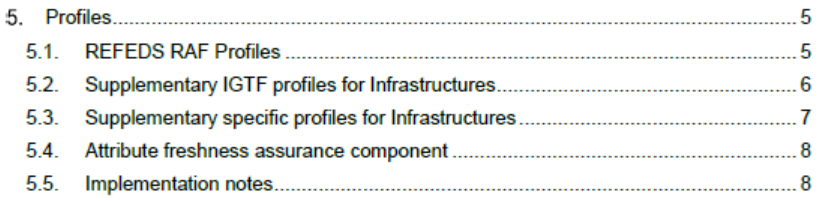 5. Profiles..........................................................................................................5
5.1. REFEDS RAF Profiles..........................................................................................5
5.2. Supplementary IGTF profiles for Infrastructures..........................................................6
5.3. Supplementary specific profiles for Infrastructures......................................................7
5.4. Attribute freshness assurance component..................................................................8
5.5. Implementation notes.........................................................................................8